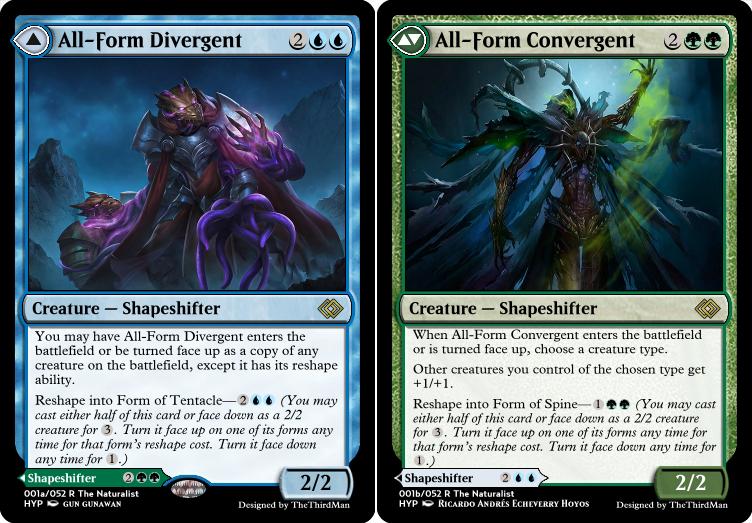 All-Form Divergent 2
Creature — Shapeshifter
You may have All-Form Divergent enters the
battlefield or be turned face up as a copy of any
creature on the battlefield, except it has its reshape
ability.
Reshape into Form of Tentacle—2 (You may
cast either half of this card or face down as a 2/2
creature for 3. Turn it face up on one of its forms any
time for that form's reshape cost. Turn it face down
any time for 1.)
Shapeshifter 2
2/2
001a/052 R The Naturalist
HYP GUN GUNAWAN
Designed by TheThirdMan
All-Form Convergent 2
Creature — Shapeshifter
When All-Form Convergent enters the battlefield
or is turned face up, choose a creature type.
Other creatures you control of the chosen type get
+1/+1.
Reshape into Form of Spine—1 (You may cast
either half of this card or face down as a 2/2 creature
for 3. Turn it face up on one of its forms any time for
that form's reshape cost. Turn it face down any time for
1.)
Shapeshifter 2
2/2
001b/052 R The Naturalist
HYP RICARDO ANDRÉS ECHEVERRY HOYOS
Designed by TheThirdMan